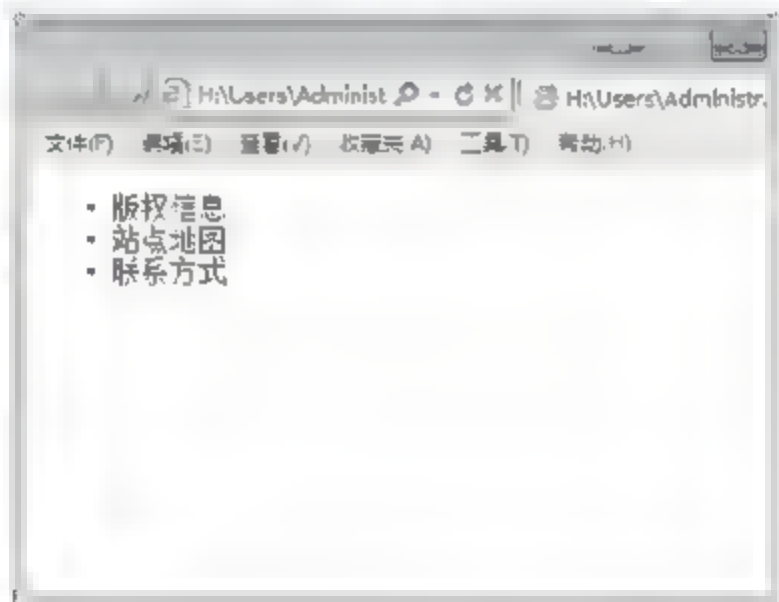 H:\Users\Administ
H:\Users\Administr.
文件(F) 编辑(E) 查看(V) 收藏夹(A) 工具(T) 帮助(H)
• 版权信息
• 站点地图
• 联系方式